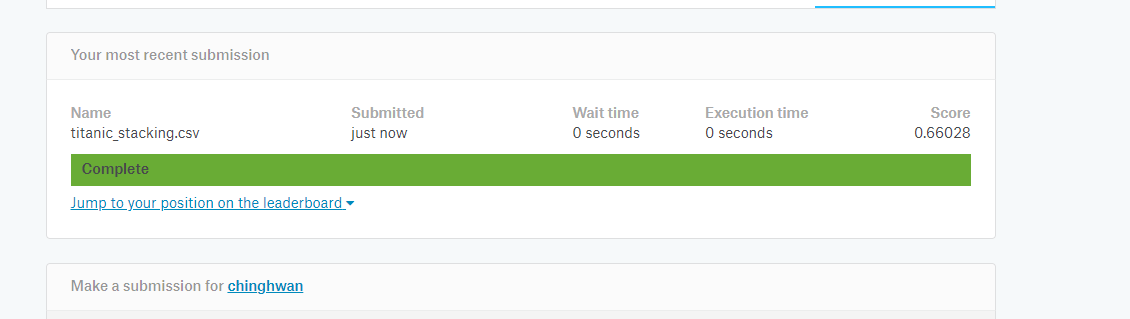 Your most recent submission
Name Submitted Wait time Execution time Score
titanic_stacking.csv just now 0 seconds 0 seconds 0.66028
Complete
Jump to your position on the leaderboard
Make a submission for chinghwan